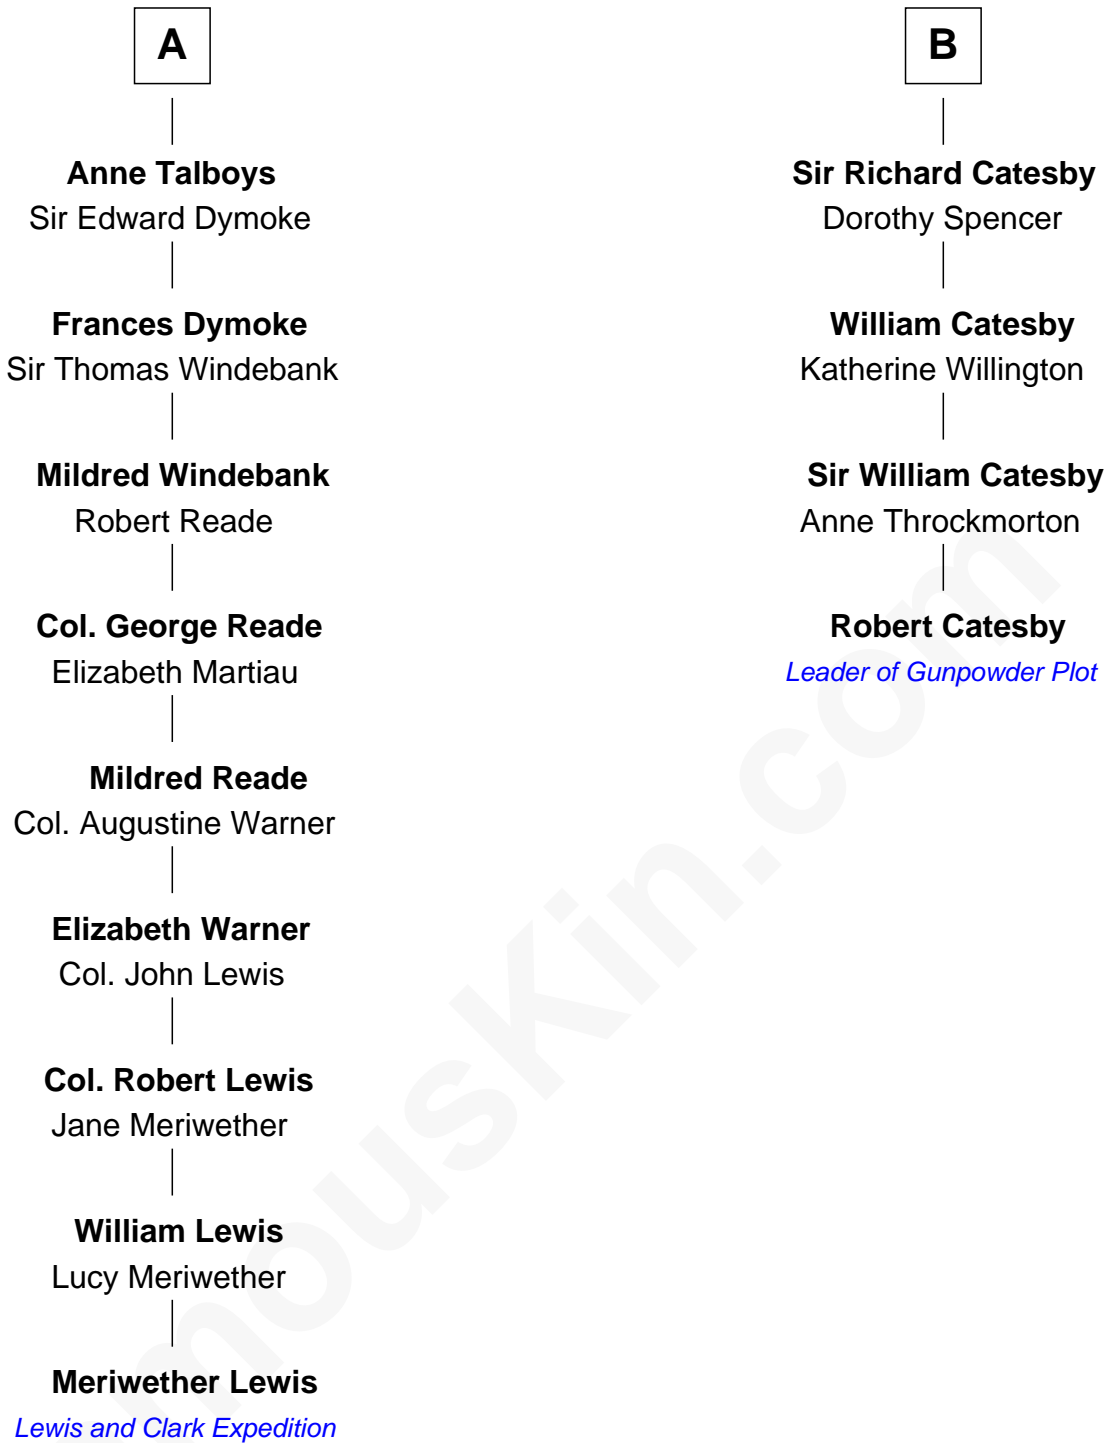 A
Anne Talboys
Sir Edward Dymoke
Frances Dymoke
Sir Thomas Windebank
Mildred Windebank
Robert Reade
Col. George Reade
Elizabeth Martiau
Mildred Reade
Col. Augustine Warner
Elizabeth Warner
Col. John Lewis
Col. Robert Lewis
Jane Meriwether
William Lewis
Lucy Meriwether
Meriwether Lewis
Lewis and Clark Expedition
B
Sir Richard Catesby
Dorothy Spencer
William Catesby
Katherine Willington
Sir William Catesby
Anne Throckmorton
Robert Catesby
Leader of Gunpowder Plot
mouskin.com